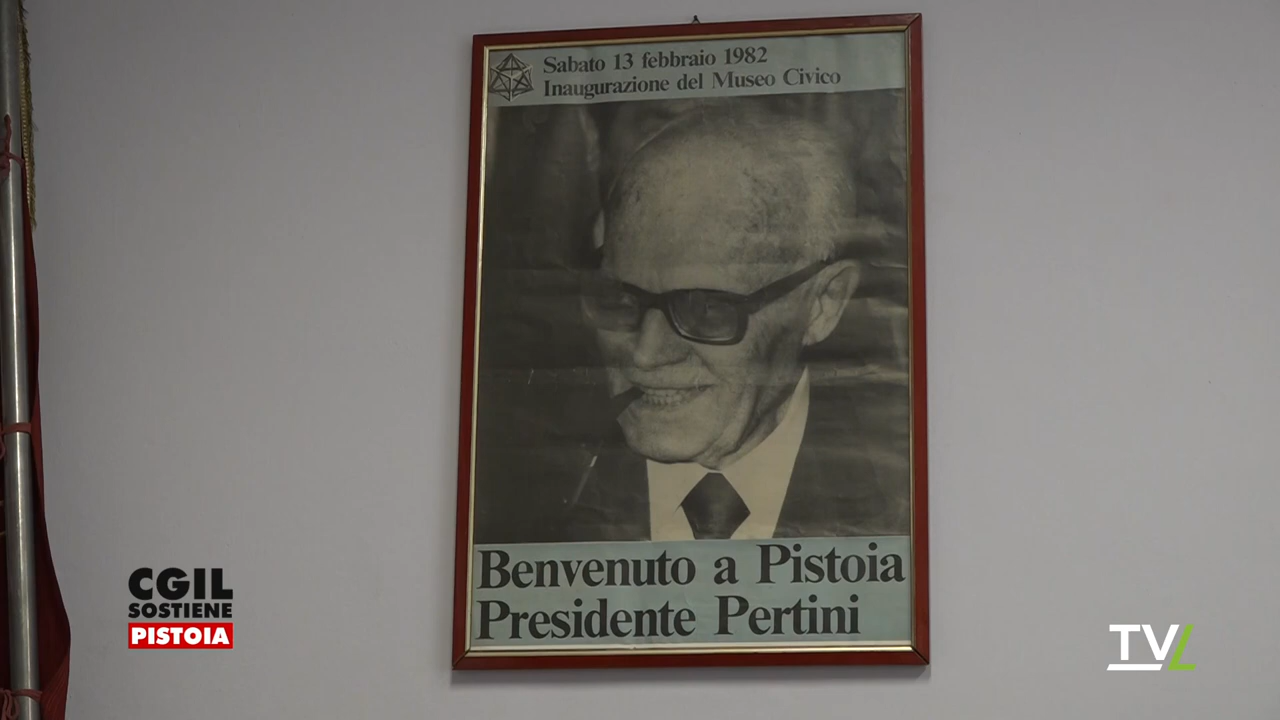 Sabato 13 febbraio 1982
Inaugurazione del Museo Civico
Benvenuto a Pistoia
Presidente Pertini
CGIL
SOSTIENE
PISTOIA
TVL